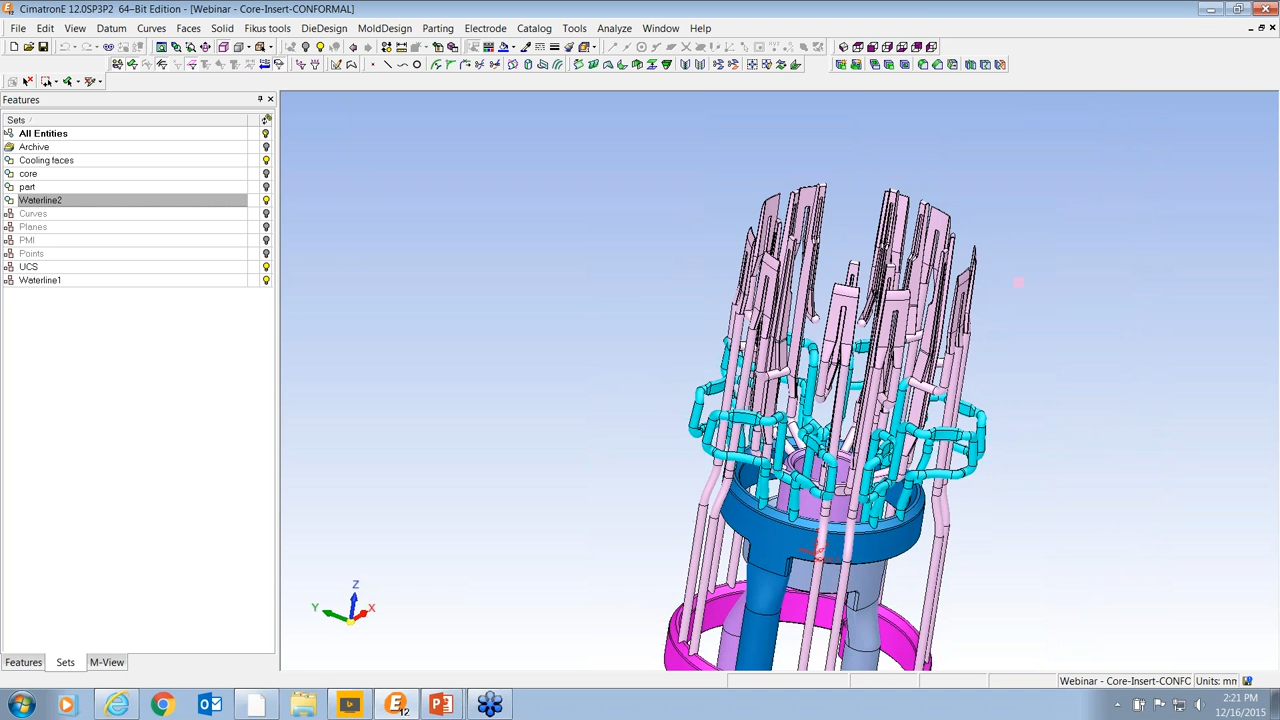 CimatronE 12.0SP3P2 64-Bit Edition - [Webinar - Core-Insert-CONFORMAL]
File Edit View Datum Curves Faces Solid Fikus tools DieDesign MoldDesign Parting Electrode Catalog Tools Analyze Window Help
Features
Sets
All Entities
Archive
Cooling faces
core
part
Waterline2
Curves
Planes
PMI
Points
UCS
Waterline1
Z
Y
X
Features Sets M-View
Webinar - Core-Insert-CONFC Units: mm
12
2:21 PM
12/16/2015